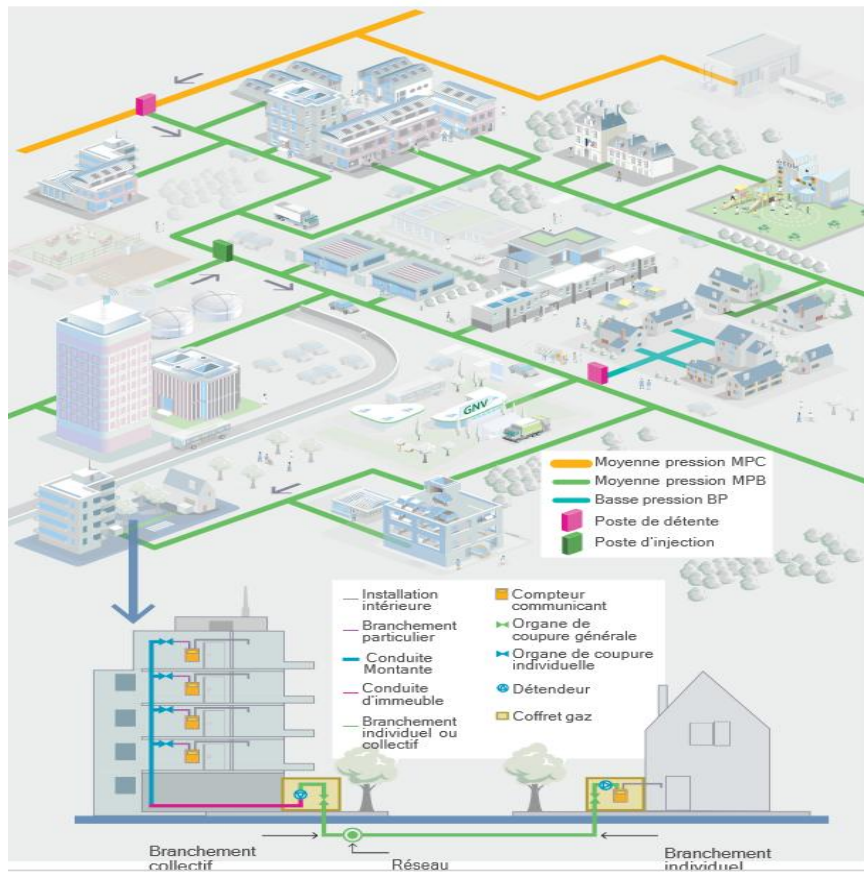 GNV
Moyenne pression MPC
Moyenne pression MPB
Basse pression BP
Poste de détente
Poste d'injection
Installation
intérieure
Branchement
particulier
Conduite
Montante
Conduite
d'immeuble
Branchement
individuel ou
collectif
Compteur
communicant
Organe de
coupure générale
Organe de coupure
individuelle
Détendeur
Coffret gaz
Branchement
collectif
Réseau
Branchement
individuel